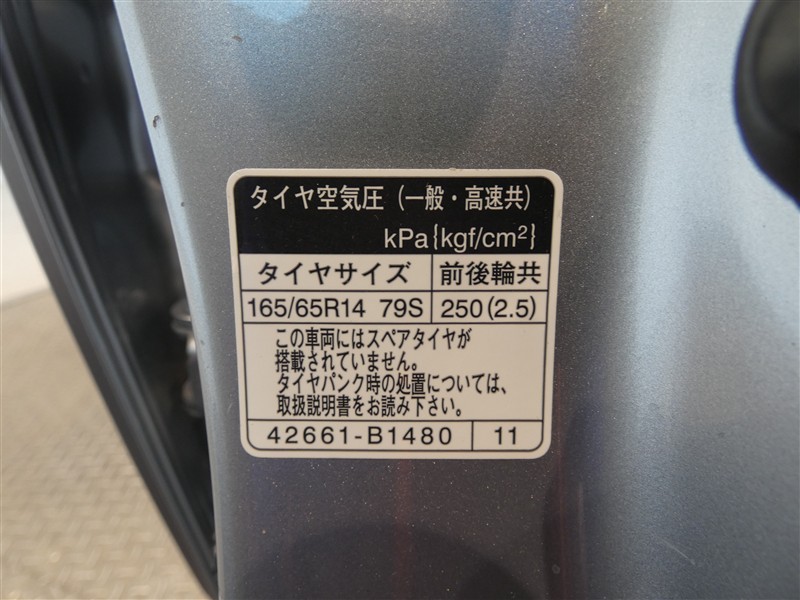 タイヤ空気圧（一般・高速共）
kPa{kgf/cm²}
タイヤサイズ 前後輪共
165/65R14 79S 250(2.5)
この車両にはスペアタイヤが
搭載されていません。
タイヤパンク時の処置については、
取扱説明書をお読み下さい。
42661-B1480 11